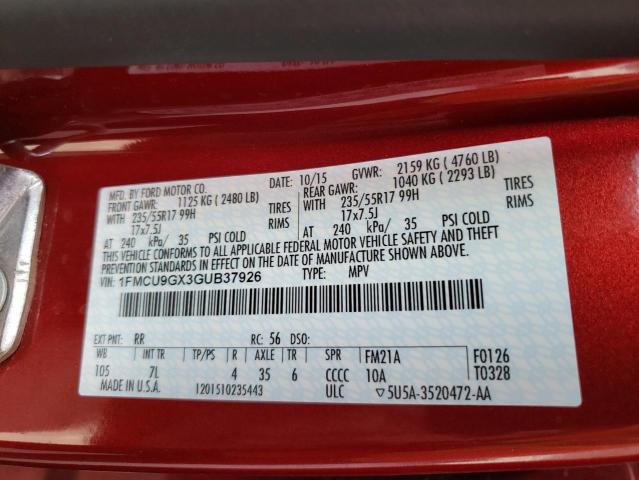 MFD. BY FORD MOTOR CO.
10/15 GVWR: 2159 KG ( 4760 LB)
FRONT GAWR: 1125 KG ( 2480 LB)
REAR GAWR: 1040 KG ( 2293 LB)
WITH 235/55R17 99H TIRES
17x7.5J RIMS
WITH 235/55R17 99H TIRES
17x7.5J RIMS
AT 240 kPa/ 35 PSI COLD
AT 240 kPa/ 35 PSI COLD
THIS VEHICLE CONFORMS TO ALL APPLICABLE FEDERAL MOTOR VEHICLE SAFETY AND THEFT
PREVENTION STANDARDS IN EFFECT ON THE DATE OF MANUFACTURE SHOWN ABOVE.
VIN: 1FMCU9GX3GUB37926 TYPE: MPV
EXT PNT: RR RC: 56 DSO:
WB INT TR TP/PS R AXLE TR SPR FM21A F0126
105 7L 4 35 6 CCCC 10A T0328
MADE IN U.S.A. 1201510235443 ULC ▽5U5A-3520472-AA